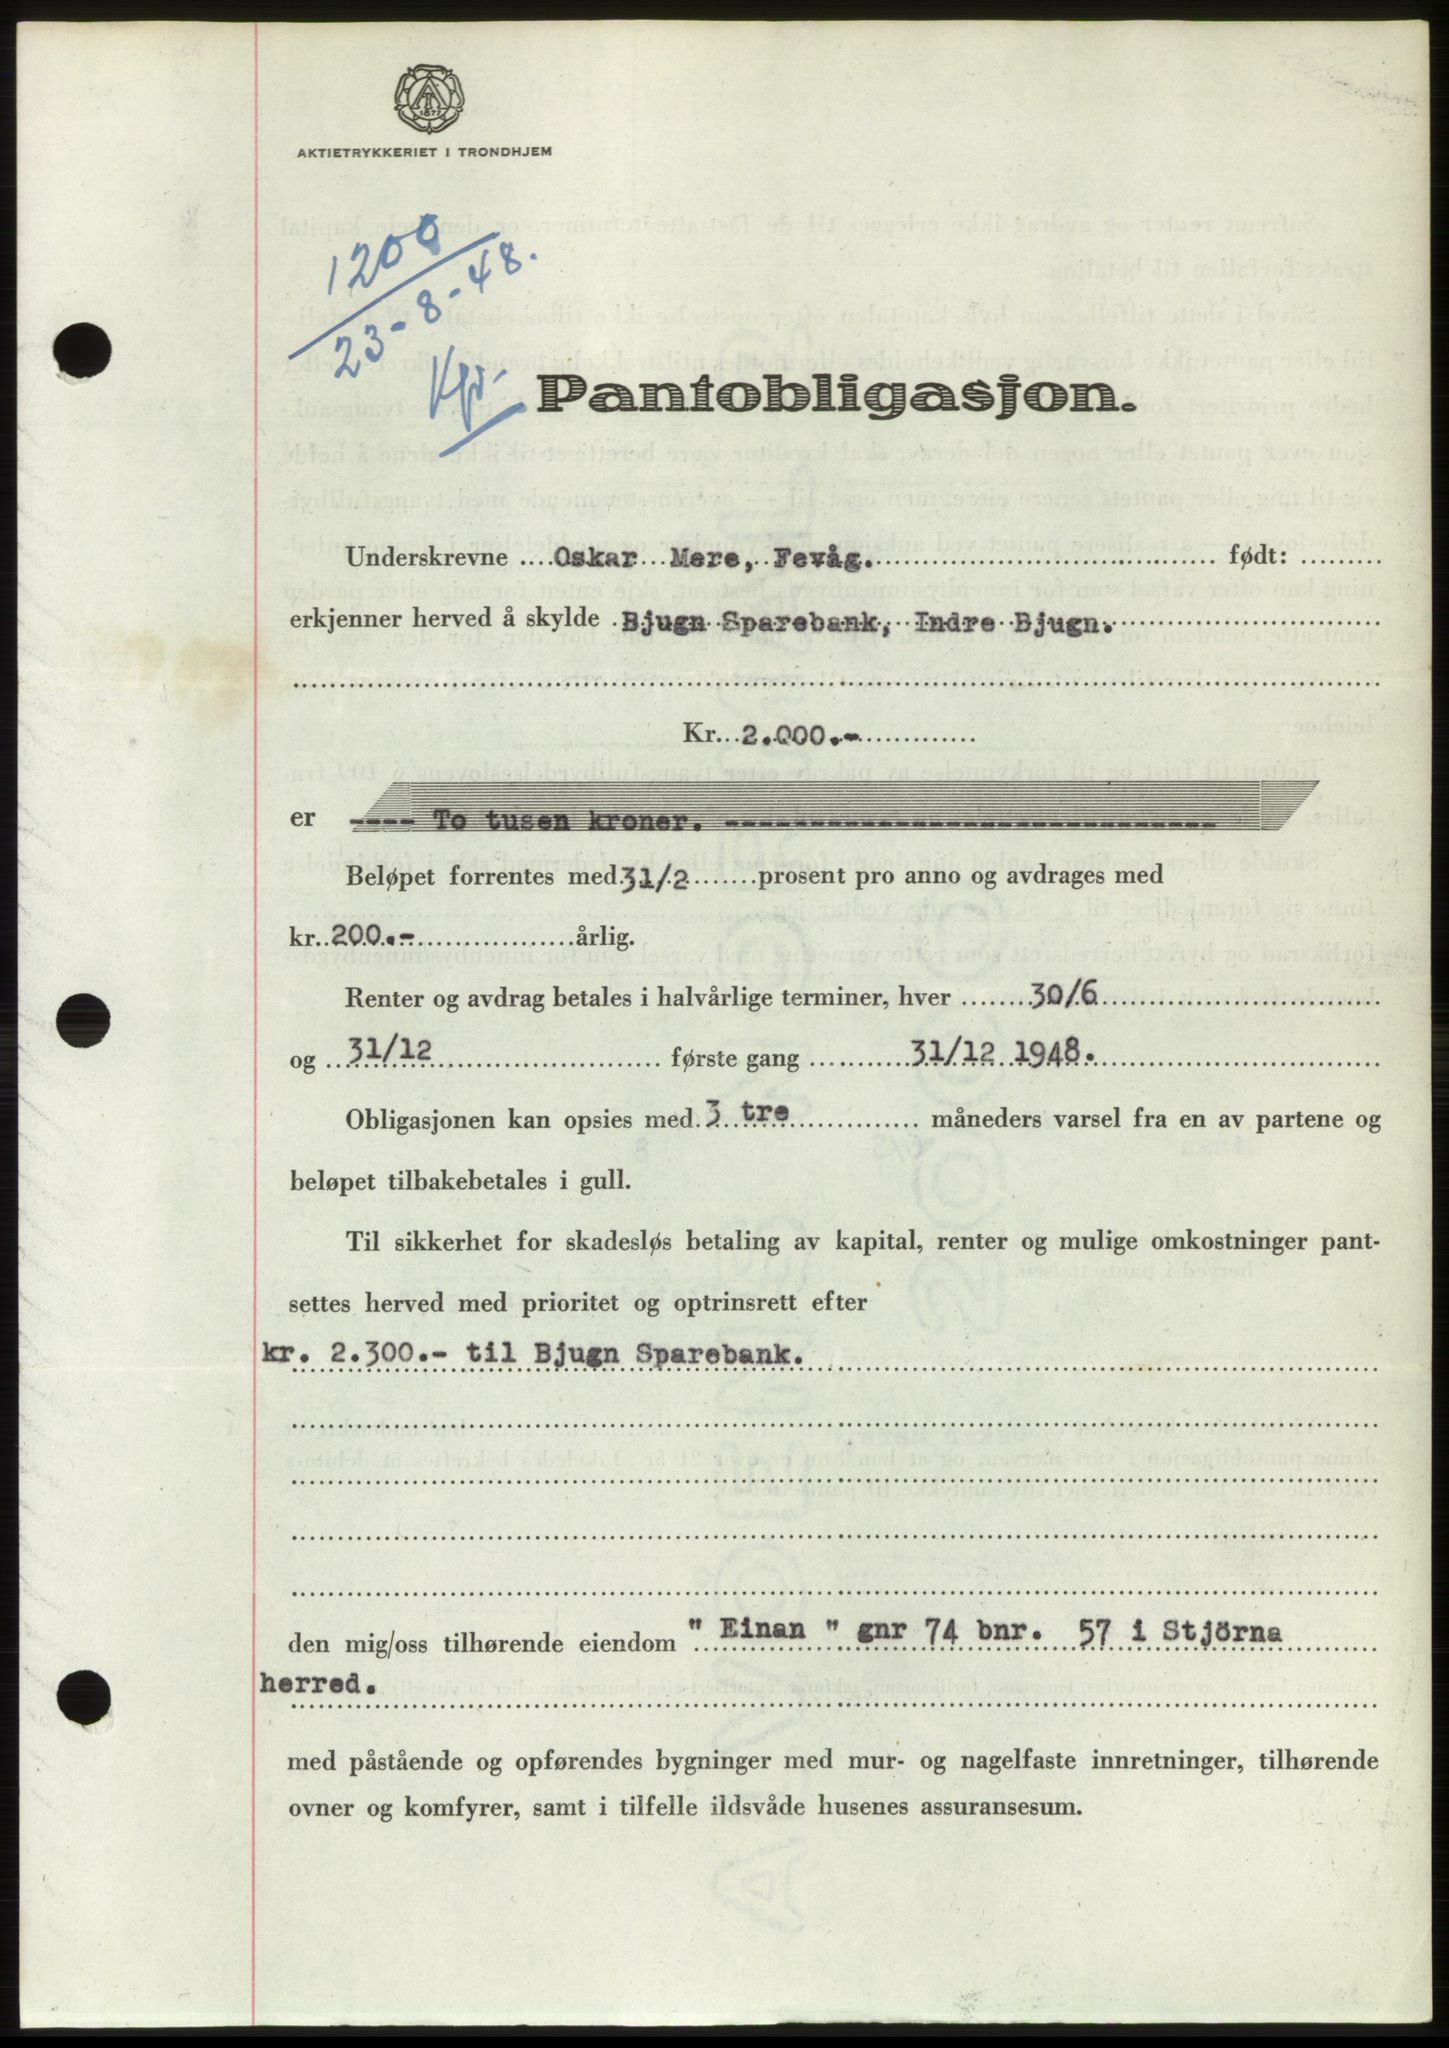 AT
1877
AKTIETRYKKERIET I TRONDHJEM
1200
23-8-48.
Pantobligasjon.
Underskrevne ....Oskar Mere, Fevåg. født:
erkjenner herved å skylde Bjugn Sparebank, Indre Bjugn.
Kr. 2.000.-
er ---- To tusen kroner. ----
Beløpet forrentes med 31/2 prosent pro anno og avdrages med
kr. 200.- årlig.
Renter og avdrag betales i halvårlige terminer, hver 30/6
og 31/12 første gang 31/12 1948.
Obligasjonen kan opsies med 3 tre måneders varsel fra en av partene og
beløpet tilbakebetales i gull.
Til sikkerhet for skadesløs betaling av kapital, renter og mulige omkostninger pant-
settes herved med prioritet og optrinsrett efter
kr. 2.300.- til Bjugn Sparebank.
den mig/oss tilhørende eiendom " Einan " gnr 74 bnr. 57 i Stjörna
herred.
med påstående og opførendes bygninger med mur- og nagelfaste innretninger, tilhørende
ovner og komfyrer, samt i tilfelle ildsvåde husenes assuransesum.